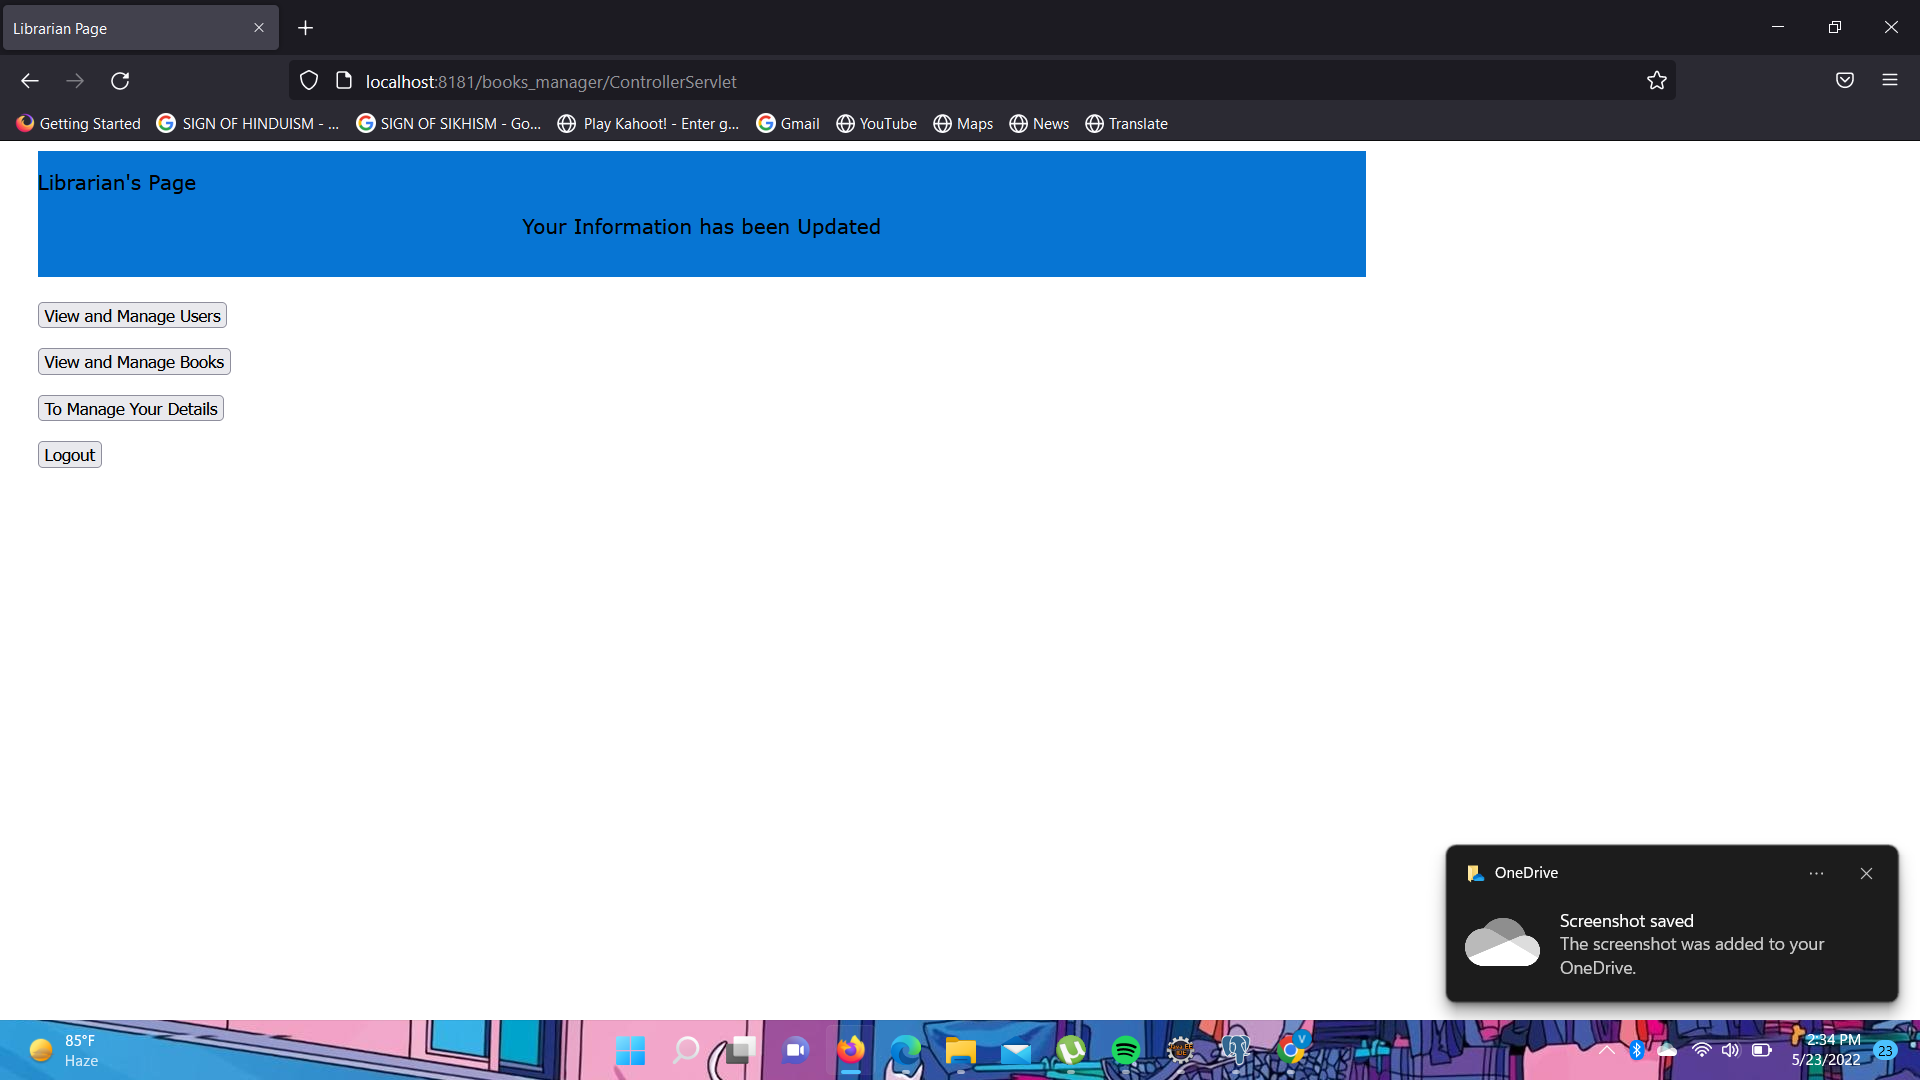 Librarian Page
localhost:8181/books_manager/ControllerServlet
Getting Started
SIGN OF HINDUISM - ...
SIGN OF SIKHISM - Go...
Play Kahoot! - Enter g...
Gmail
YouTube
Maps
News
Translate
Librarian's Page
Your Information has been Updated
View and Manage Users
View and Manage Books
To Manage Your Details
Logout
OneDrive
Screenshot saved
The screenshot was added to your
OneDrive.
85°F
Haze
V
2:34 PM
5/23/2022
23